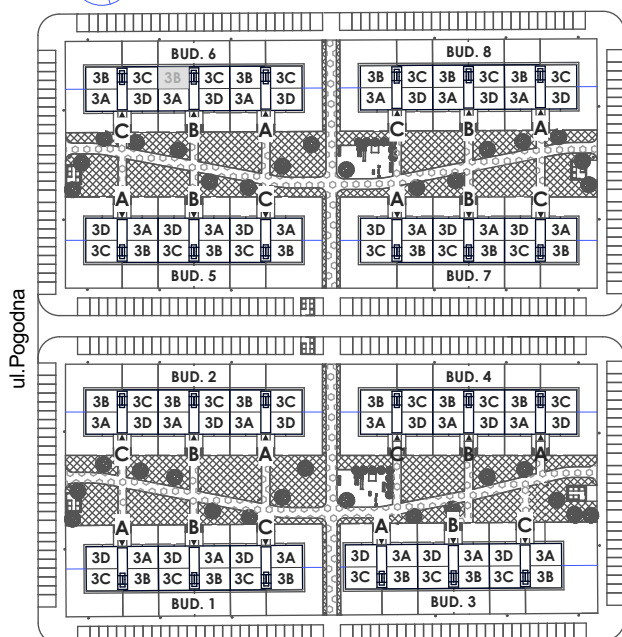 BUD. 6 BUD. 8
3B 3C 3B 3C 3B 3C 3B 3C 3B 3C 3B 3C
3A 3D 3A 3D 3A 3D 3A 3D 3A 3D 3A 3D
C B A C B A
A B C A B C
3D 3A 3D 3A 3D 3A 3D 3A 3D 3A 3D 3A
3C 3B 3C 3B 3C 3B 3C 3B 3C 3B 3C 3B
BUD. 5 BUD. 7
ul.Pogodna
BUD. 2 BUD. 4
3B 3C 3B 3C 3B 3C 3B 3C 3B 3C 3B 3C
3A 3D 3A 3D 3A 3D 3A 3D 3A 3D 3A 3D
C B A C B A
A B C A B C
3D 3A 3D 3A 3D 3A 3D 3A 3D 3A 3D 3A
3C 3B 3C 3B 3C 3B 3C 3B 3C 3B 3C 3B
BUD. 1 BUD. 3